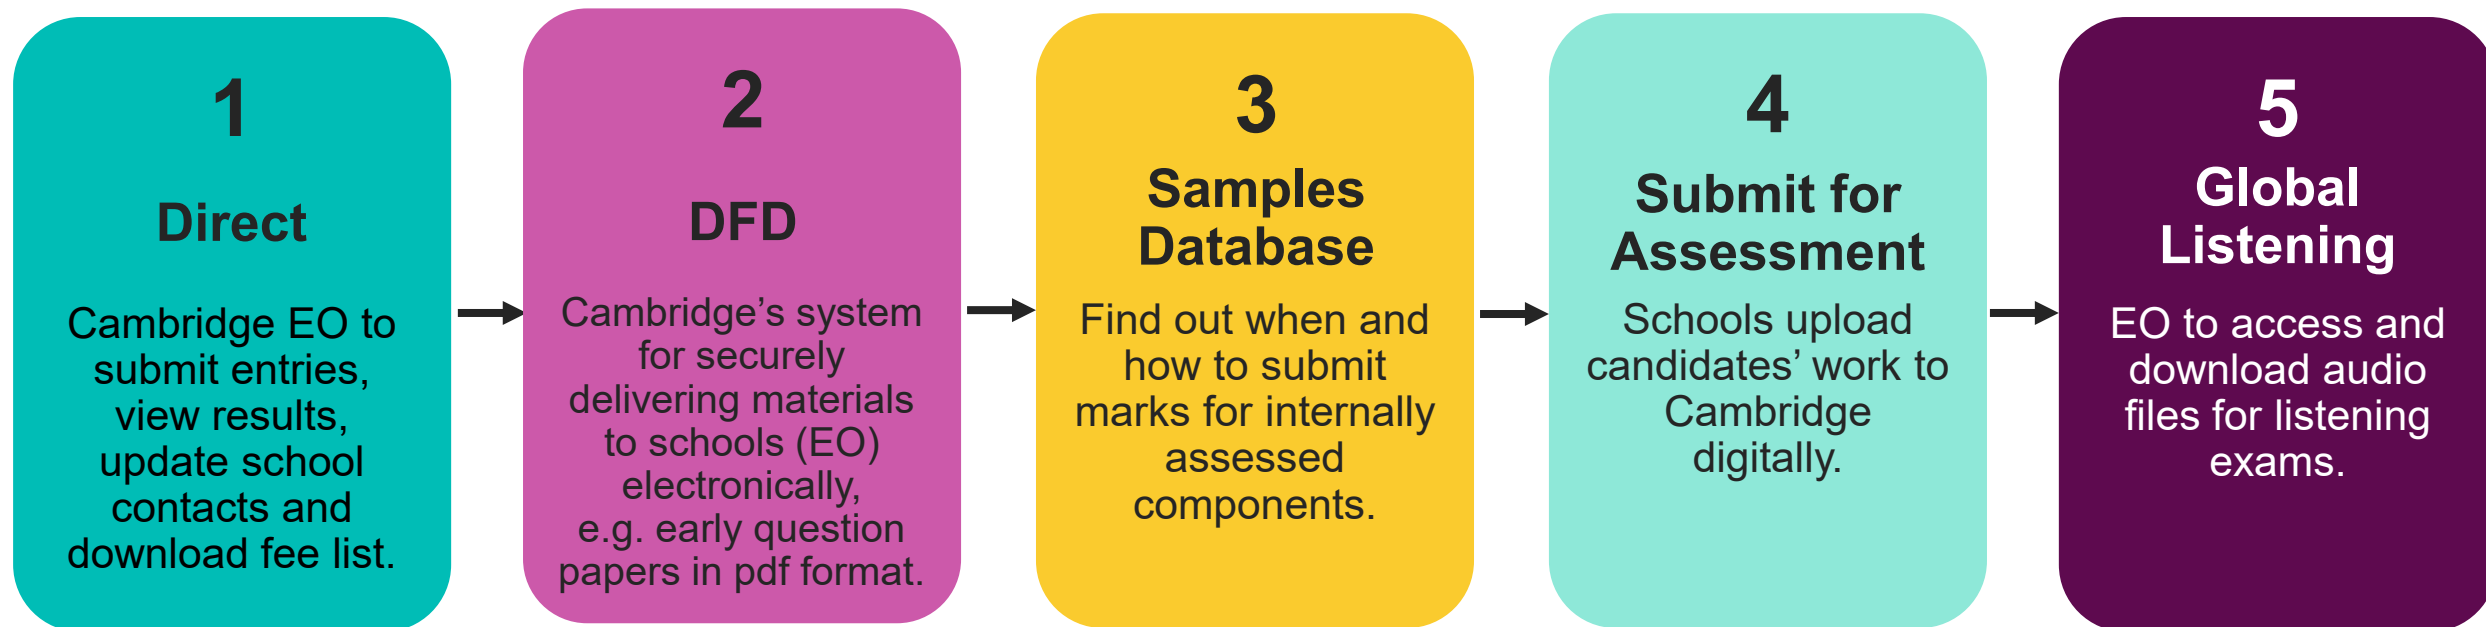 1
Direct
Cambridge EO to
submit entries,
view results,
update school
contacts and
download fee list.
2
DFD
Cambridge’s system
for securely
delivering materials
to schools (EO)
electronically,
e.g. early question
papers in pdf format.
3
Samples
Database
Find out when and
how to submit
marks for internally
assessed
components.
4
Submit for
Assessment
Schools upload
candidates’ work to
Cambridge
digitally.
5
Global
Listening
EO to access and
download audio
files for listening
exams.